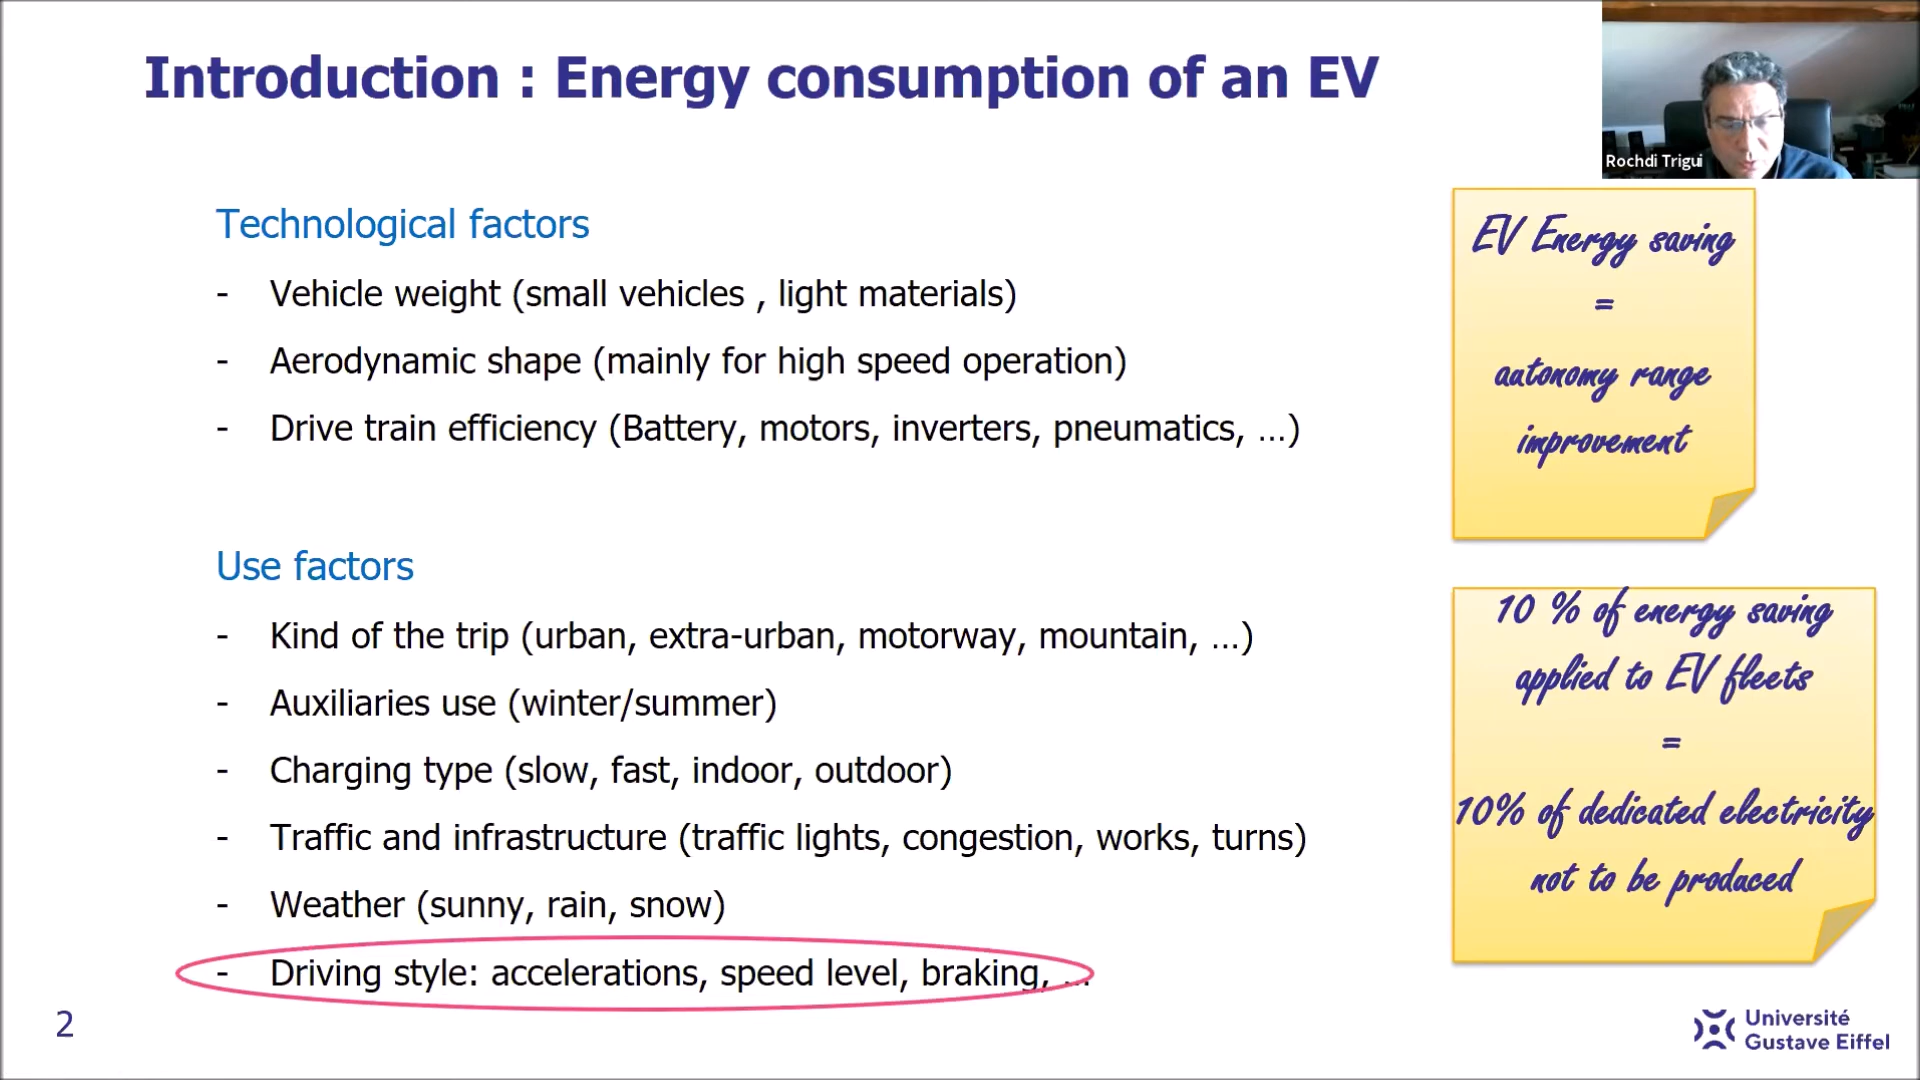 Introduction : Energy consumption of an EV
Rochdi Trigui
Technological factors
- Vehicle weight (small vehicles , light materials)
- Aerodynamic shape (mainly for high speed operation)
- Drive train efficiency (Battery, motors, inverters, pneumatics, ...)
Use factors
- Kind of the trip (urban, extra-urban, motorway, mountain, ...)
- Auxiliaries use (winter/summer)
- Charging type (slow, fast, indoor, outdoor)
- Traffic and infrastructure (traffic lights, congestion, works, turns)
- Weather (sunny, rain, snow)
- Driving style: accelerations, speed level, braking, ...
EV Energy saving
=
autonomy range
improvement
10 % of energy saving
applied to EV fleets
=
10% of dedicated electricity
not to be produced
2
Université
Gustave Eiffel